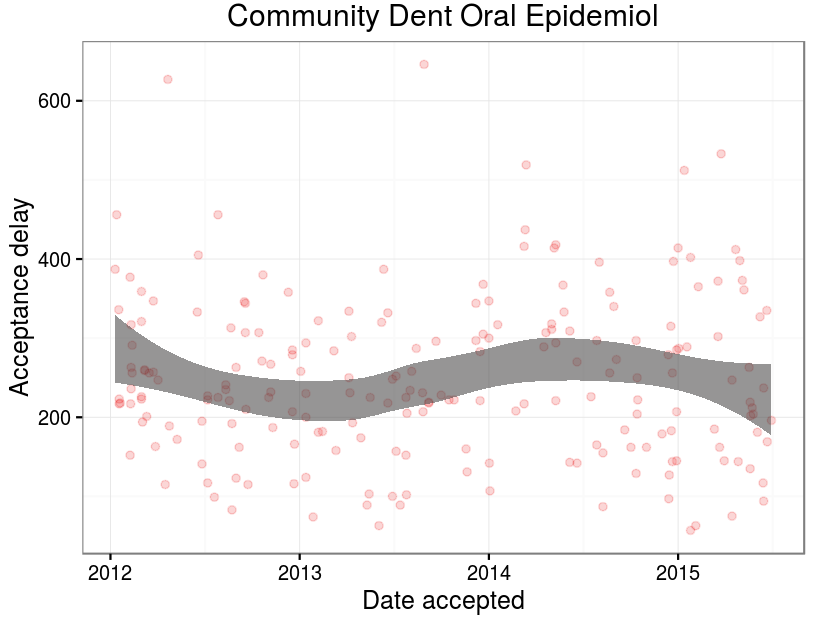 Community Dent Oral Epidemiol
Acceptance delay
600
400
200
2012 2013 2014 2015
Date accepted